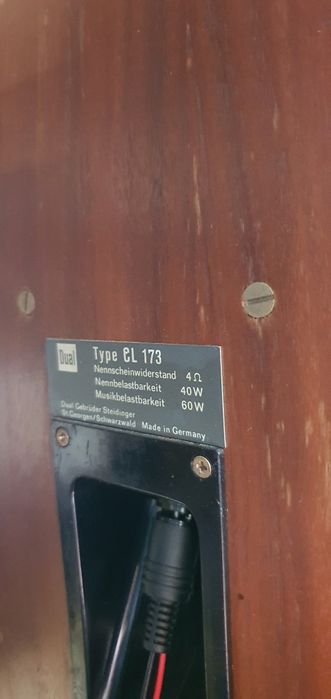 Dual
Type CL 173
Nennscheinwiderstand 4 Ω
Nennbelastbarkeit 40 W
Musikbelastbarkeit 60 W
Dual Gebrüder Steidinger
St. Georgen/Schwarzwald Made in Germany